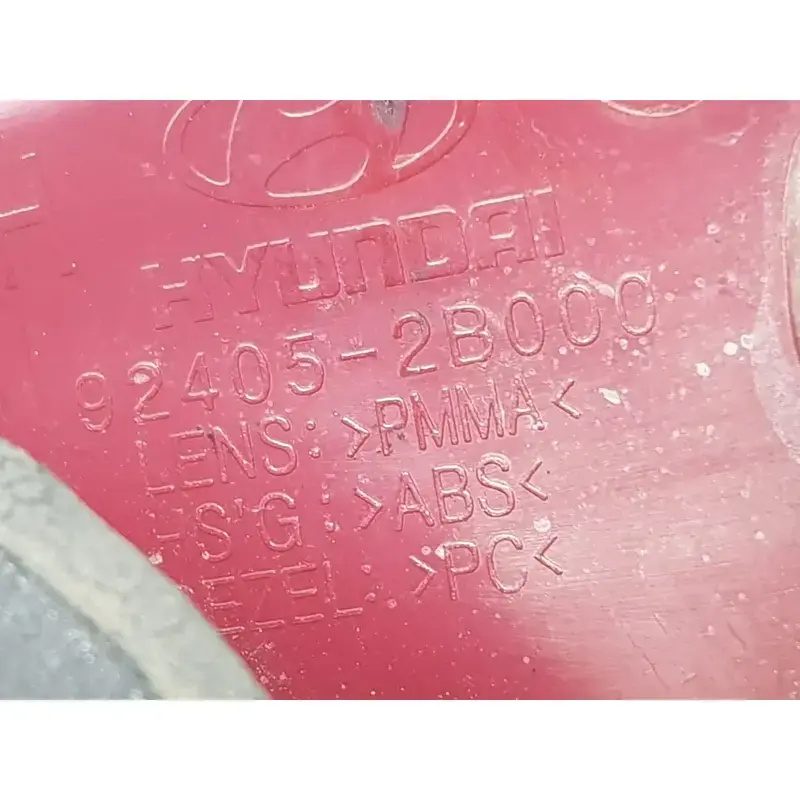 HYUNDAI
92405-2B000
LENS: >PMMA<
H'S'G: >ABS<
BEZEL: >PC<